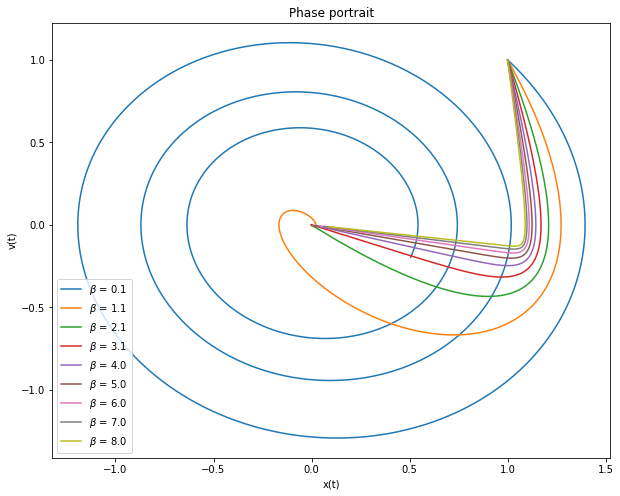 Phase portrait
1.0
0.5
0.0
−0.5
−1.0
v(t)
β = 0.1
β = 1.1
β = 2.1
β = 3.1
β = 4.0
β = 5.0
β = 6.0
β = 7.0
β = 8.0
−1.0 −0.5 0.0 0.5 1.0 1.5
x(t)